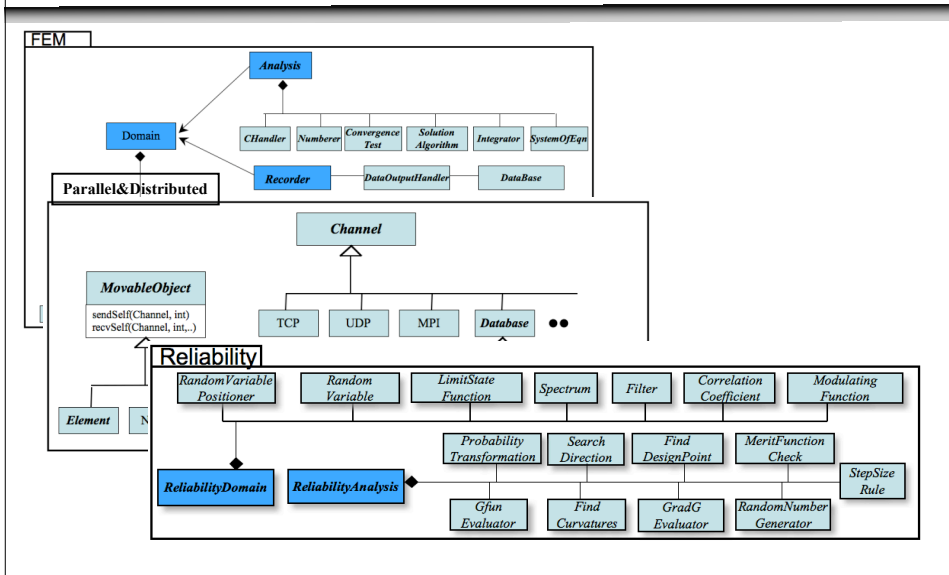 FEM
Analysis
Domain
CHandler
Numberer
Convergence
Test
Solution
Algorithm
Integrator
SystemOfEqn
Recorder
DataOutputHandler
DataBase
Parallel&Distributed
Channel
MovableObject
sendSelf(Channel, int)
recvSelf(Channel, int,..)
TCP
UDP
MPI
Database
Element
N
Reliability
RandomVariable
Positioner
Random
Variable
LimitState
Function
Spectrum
Filter
Correlation
Coefficient
Modulating
Function
Probability
Transformation
Search
Direction
Find
DesignPoint
MeritFunction
Check
StepSize
Rule
ReliabilityDomain
ReliabilityAnalysis
Gfun
Evaluator
Find
Curvatures
GradG
Evaluator
RandomNumber
Generator